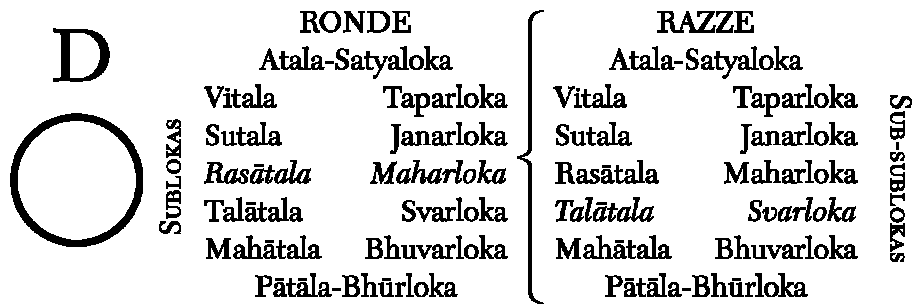 D
SUBLOKAS
RONDE
Atala-Satyaloka
Vitala Taparloka
Sutala Janarloka
Rasātala Maharloka
Talātala Svarloka
Mahātala Bhuvarloka
Pātāla-Bhūrloka
RAZZE
Atala-Satyaloka
Vitala Taparloka
Sutala Janarloka
Rasātala Maharloka
Talātala Svarloka
Mahātala Bhuvarloka
Pātāla-Bhūrloka
SUB-SUBLOKAS